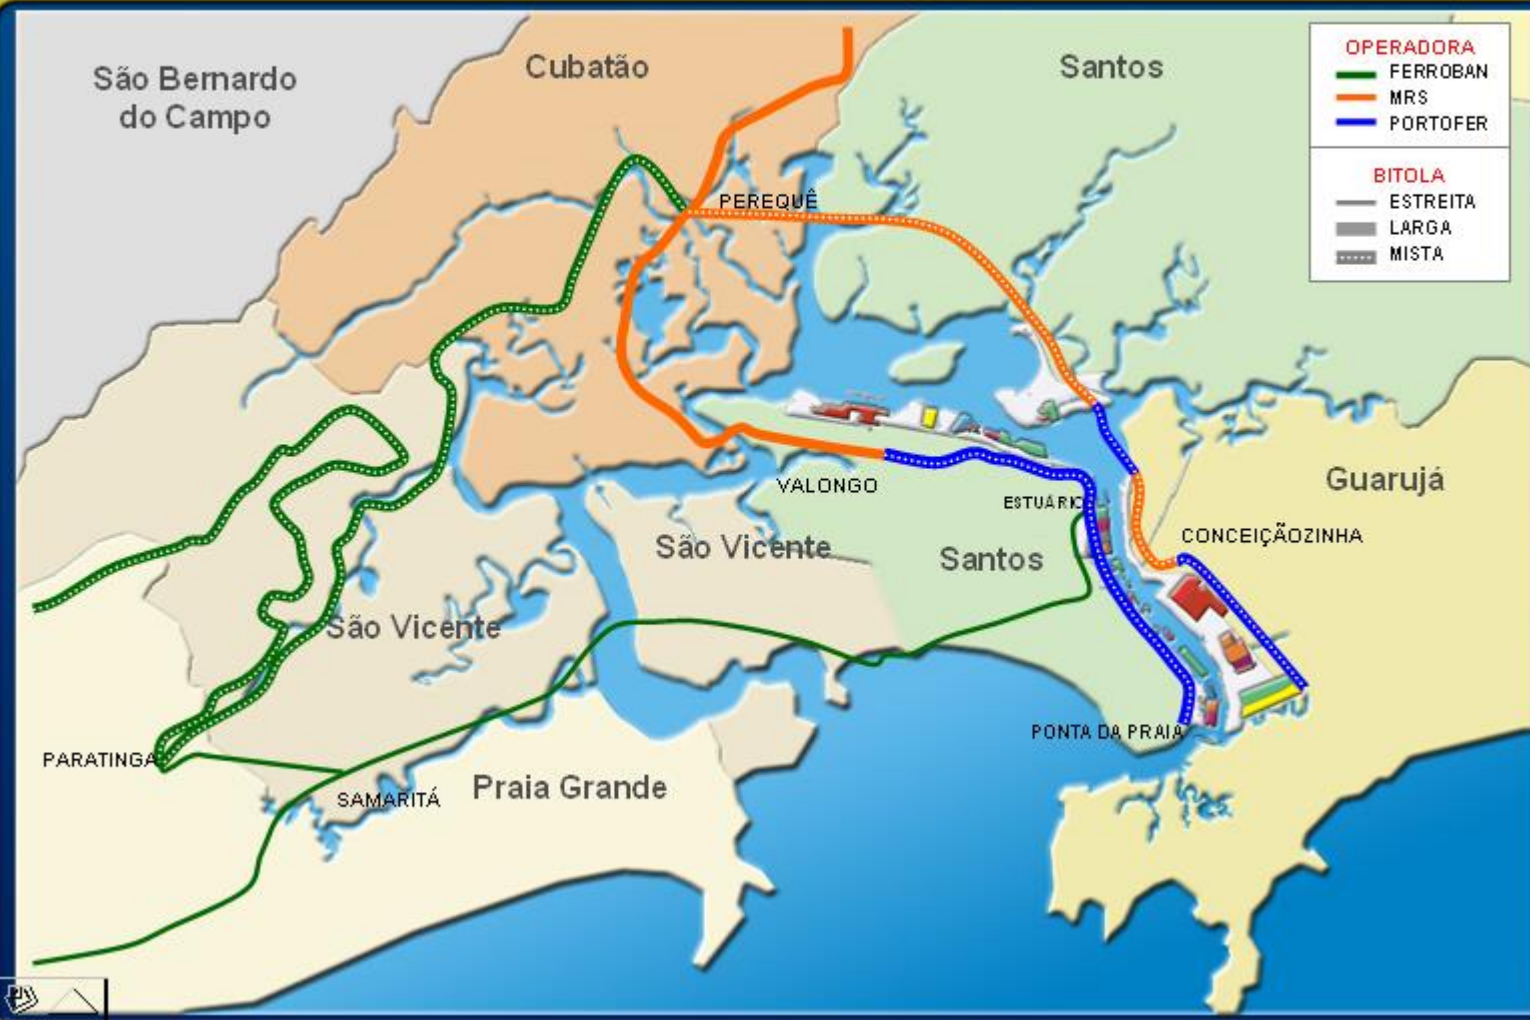 São Bernardo
do Campo
Cubatão
Santos
OPERADORA
FERROBAN
MRS
PORTOFER
BITOLA
ESTREITA
LARGA
MISTA
PEREQUÊ
Guarujá
VALONGO
ESTUÁRIO
CONCEIÇÃOZINHA
São Vicente
Santos
São Vicente
PONTA DA PRAIA
PARATINGA
SAMARITÁ
Praia Grande